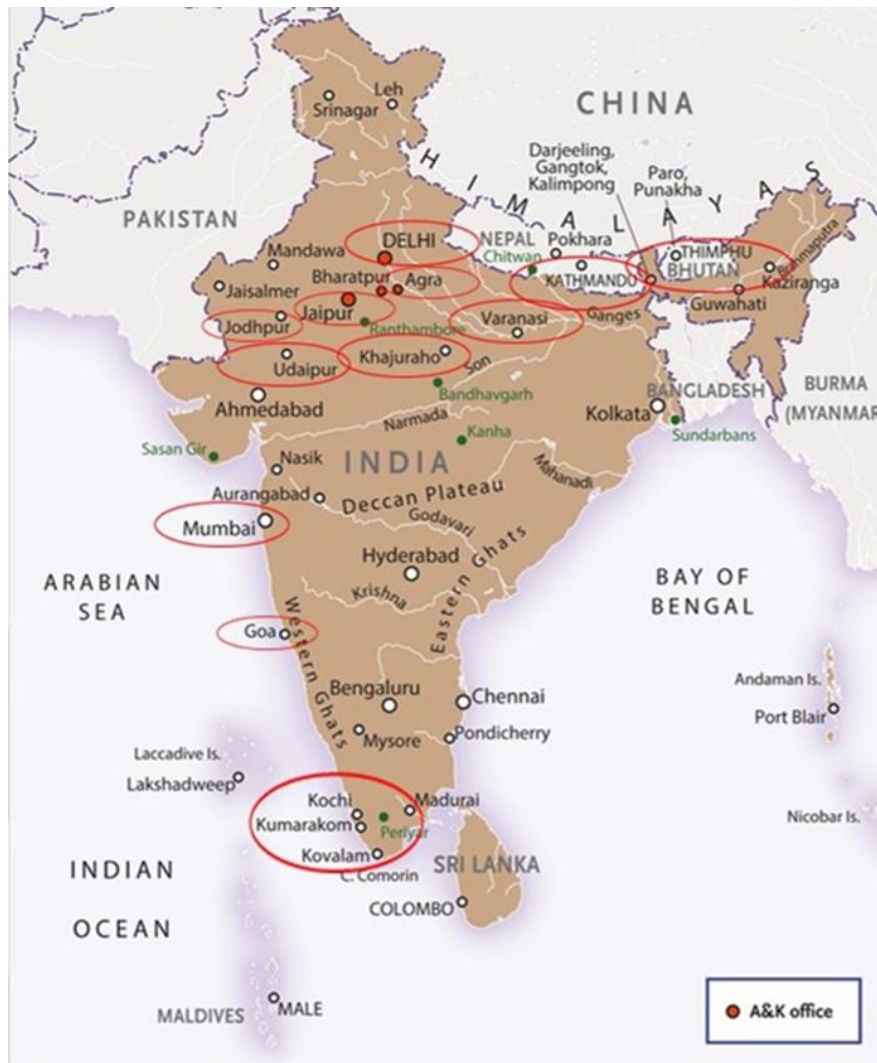 Leh
Srinagar
CHINA
HIMALAYAS
Darjeeling,
Gangtok,
Kalimpong
Paro,
Punakha
PAKISTAN
DELHI
NEPAL
Pokhara
Chitwan
THIMPHU
BHUTAN
Brahmaputra
Mandawa
Bharatpur
Agra
KATHMANDU
Kaziranga
Jaisalmer
Jaipur
Guwahati
Jodhpur
Ranthambore
Varanasi
Ganges
Udaipur
Khajuraho
Son
Bandhavgarh
BANGLADESH
BURMA
(MYANMAR
Ahmedabad
Narmada
Kolkata
Sundarbans
Sasan Gir
Kanha
Nasik
INDIA
Mahanadi
Aurangabad
Deccan Plateau
Godavari
Mumbai
Hyderabad
Eastern Ghats
ARABIAN
SEA
Krishna
BAY OF
BENGAL
Goa
Western Ghats
Bengaluru
Chennai
Andaman Is.
Port Blair
Mysore
Pondicherry
Laccadive Is.
Lakshadweep
Kochi
Madurai
Kumarakom
Periyar
Nicobar Is.
Kovalam
C. Comorin
SRI LANKA
INDIAN
OCEAN
COLOMBO
MALDIVES
MALE
A&K office